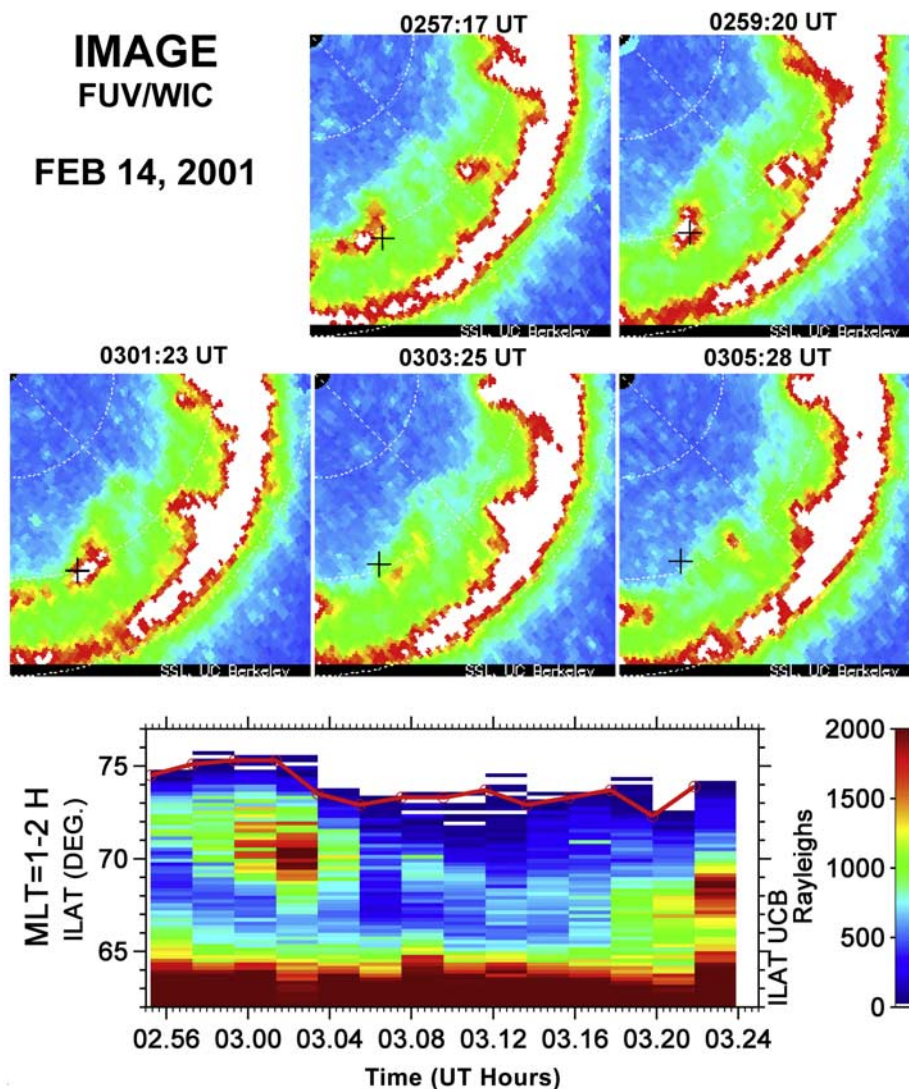 IMAGE
FUV/WIC
FEB 14, 2001
0257:17 UT
0259:20 UT
SSL, UC Berkeley
SSL, UC Berkeley
0301:23 UT
0303:25 UT
0305:28 UT
SSL, UC Berkeley
SSL, UC Berkeley
SSL, UC Berkeley
MLT=1-2 H
ILAT (DEG.)
75
70
65
02.56
03.00
03.04
03.08
03.12
03.16
03.20
03.24
Time (UT Hours)
ILAT UCB
Rayleighs
2000
1500
1000
500
0